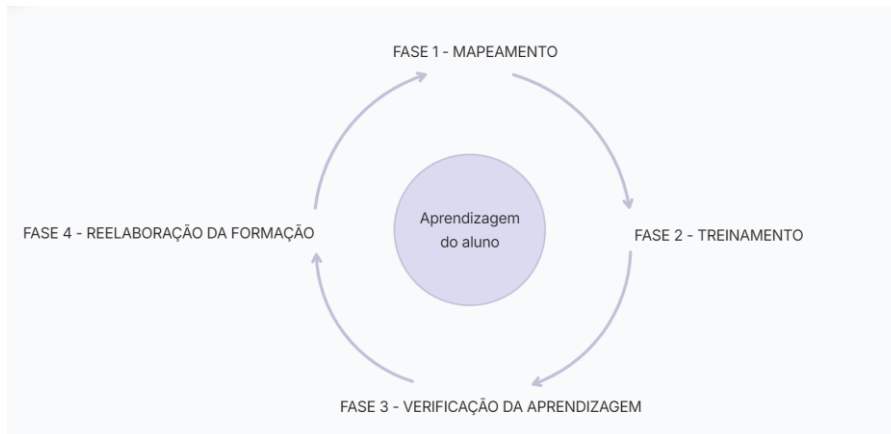 FASE 1 - MAPEAMENTO
Aprendizagem
do aluno
FASE 4 - REELABORAÇÃO DA FORMAÇÃO
FASE 2 - TREINAMENTO
FASE 3 - VERIFICAÇÃO DA APRENDIZAGEM